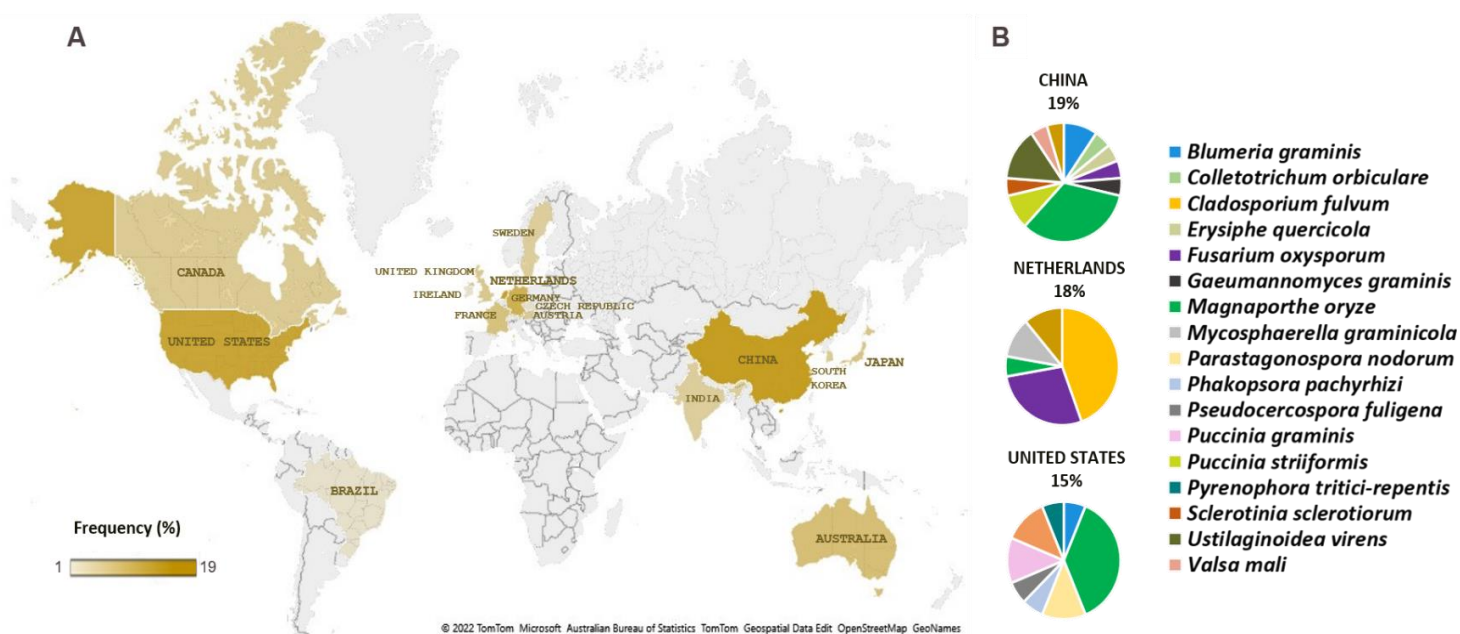 A
CANADA
UNITED STATES
BRAZIL
SWEDEN
UNITED KINGDOM
NETHERLANDS
IRELAND
GERMANY
CZECH REPUBLIC
FRANCE
AUSTRIA
CHINA
SOUTH
KOREA
JAPAN
INDIA
AUSTRALIA
Frequency (%)
1 19
© 2022 TomTom Microsoft Australian Bureau of Statistics TomTom Geospatial Data Edit OpenStreetMap GeoNames
B
CHINA
19%
NETHERLANDS
18%
UNITED STATES
15%
Blumeria graminis
Colletotrichum orbiculare
Cladosporium fulvum
Erysiphe quercicola
Fusarium oxysporum
Gaeumannomyces graminis
Magnaporthe oryze
Mycosphaerella graminicola
Parastagonospora nodorum
Phakopsora pachyrhizi
Pseudocercospora fuligena
Puccinia graminis
Puccinia striiformis
Pyrenophora tritici-repentis
Sclerotinia sclerotiorum
Ustilaginoidea virens
Valsa mali